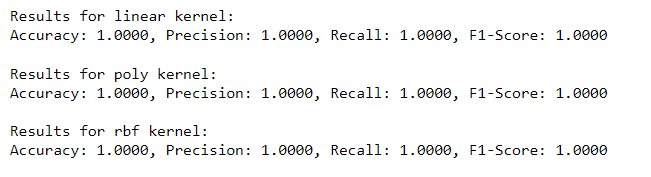 Results for linear kernel:
Accuracy: 1.0000, Precision: 1.0000, Recall: 1.0000, F1-Score: 1.0000
Results for poly kernel:
Accuracy: 1.0000, Precision: 1.0000, Recall: 1.0000, F1-Score: 1.0000
Results for rbf kernel:
Accuracy: 1.0000, Precision: 1.0000, Recall: 1.0000, F1-Score: 1.0000